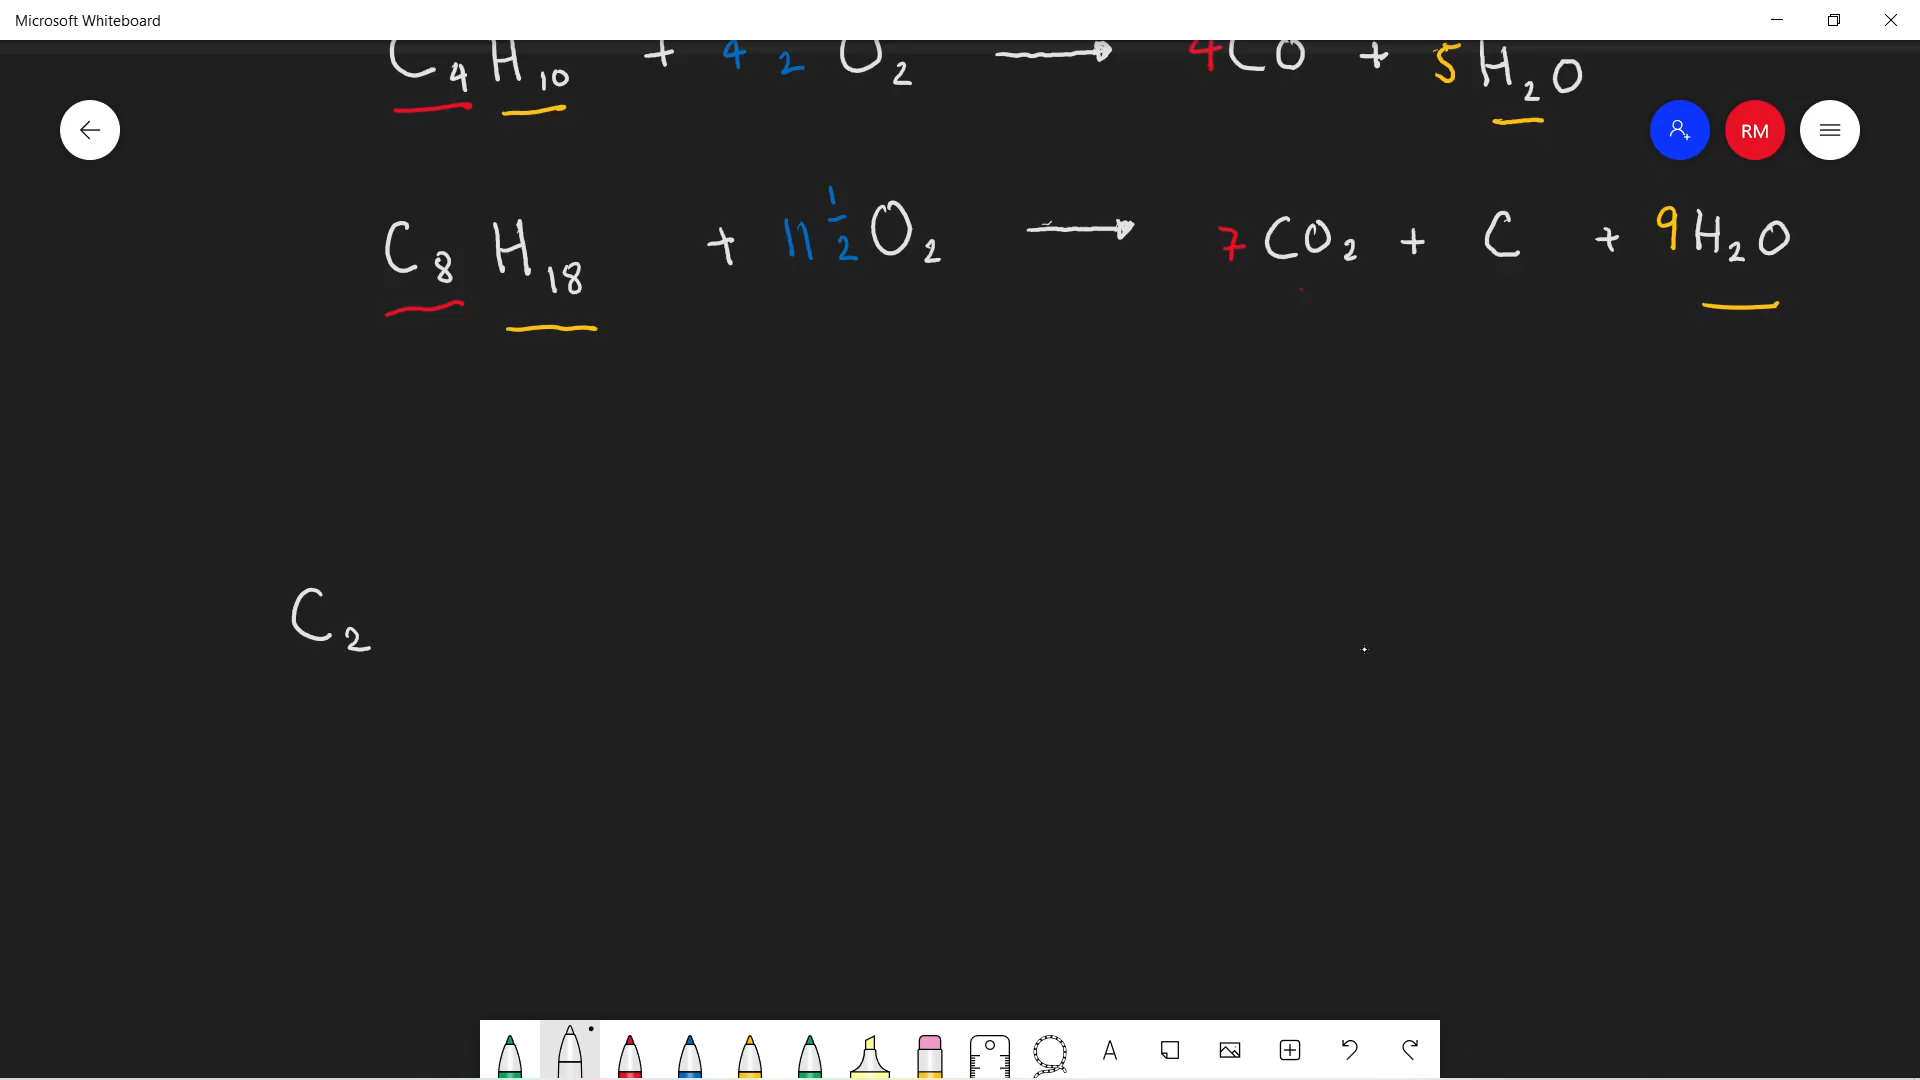 Microsoft Whiteboard
C₄H₁₀ + 4 2 O₂ → 4CO + 5H₂O
RM
C₈H₁₈ + 11 1/2 O₂ → 7CO₂ + C + 9H₂O
C₂
A